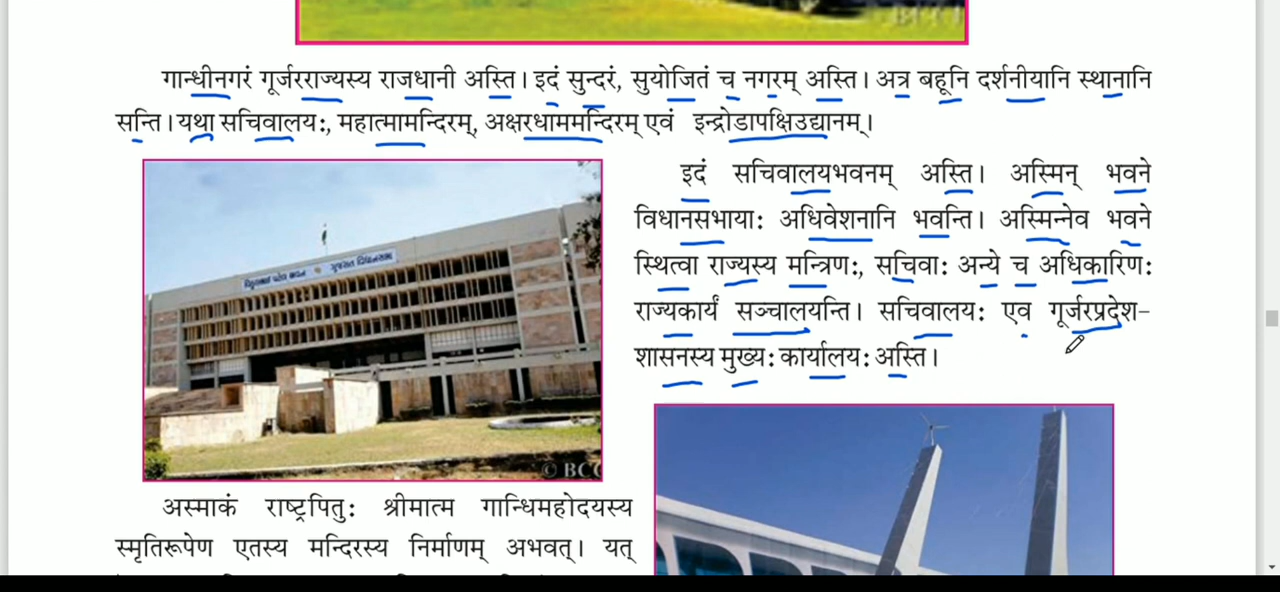 गान्धीनगरं गूर्जरराज्यस्य राजधानी अस्ति। इदं सुन्दरं, सुयोजितं च नगरम् अस्ति। अत्र बहूनि दर्शनीयानि स्थानानि
सन्ति। यथा सचिवालयः, महात्मामन्दिरम्, अक्षरधाममन्दिरम् एवं इन्द्रोडापक्षिउद्यानम्।
इदं सचिवालयभवनम् अस्ति। अस्मिन् भवने
विधानसभायाः अधिवेशनानि भवन्ति। अस्मिन्नेव भवने
स्थित्वा राज्यस्य मन्त्रिणः, सचिवाः अन्ये च अधिकारिणः
राज्यकार्यं सञ्चालयन्ति। सचिवालयः एव गूर्जरप्रदेश-
शासनस्य मुख्यः कार्यालयः अस्ति।
© BCC
अस्माकं राष्ट्रपितुः श्रीमात्म गान्धिमहोदयस्य
स्मृतिरूपेण एतस्य मन्दिरस्य निर्माणम् अभवत्। यत्